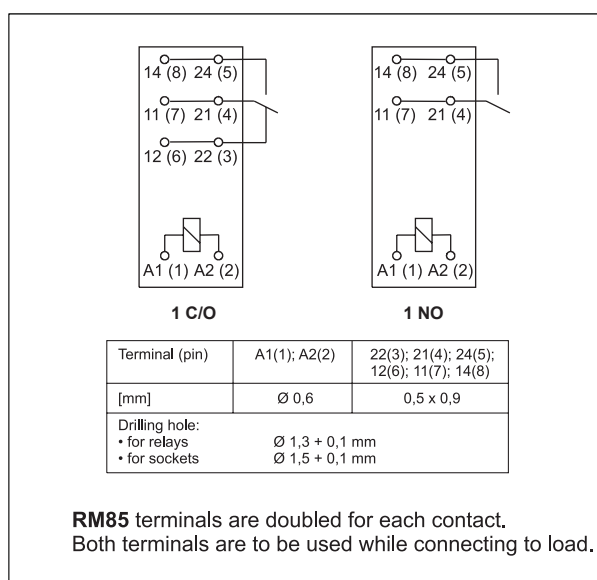 14 (8) 24 (5)
11 (7) 21 (4)
12 (6) 22 (3)
A1 (1) A2 (2)
1 C/O
14 (8) 24 (5)
11 (7) 21 (4)
A1 (1) A2 (2)
1 NO
Terminal (pin) A1(1); A2(2) 22(3); 21(4); 24(5);
12(6); 11(7); 14(8)
[mm] Ø 0,6 0,5 x 0,9
Drilling hole:
• for relays Ø 1,3 + 0,1 mm
• for sockets Ø 1,5 + 0,1 mm
RM85 terminals are doubled for each contact.
Both terminals are to be used while connecting to load.